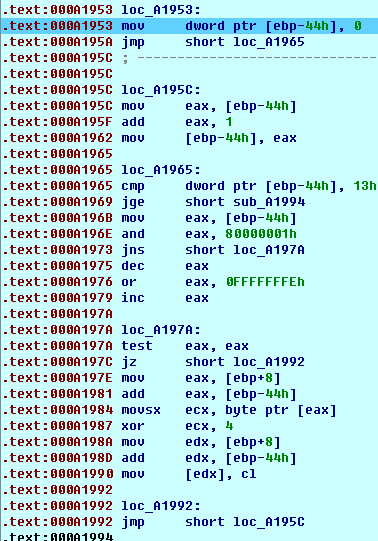 .text:000A1953 loc_A1953:
.text:000A1953 mov dword ptr [ebp-44h], 0
.text:000A195A jmp short loc_A1965
.text:000A195C ; --------------------------------
.text:000A195C
.text:000A195C loc_A195C:
.text:000A195C mov eax, [ebp-44h]
.text:000A195F add eax, 1
.text:000A1962 mov [ebp-44h], eax
.text:000A1965
.text:000A1965 loc_A1965:
.text:000A1965 cmp dword ptr [ebp-44h], 13h
.text:000A1969 jge short sub_A1994
.text:000A196B mov eax, [ebp-44h]
.text:000A196E and eax, 80000001h
.text:000A1973 jns short loc_A197A
.text:000A1975 dec eax
.text:000A1976 or eax, 0FFFFFFFEh
.text:000A1979 inc eax
.text:000A197A
.text:000A197A loc_A197A:
.text:000A197A test eax, eax
.text:000A197C jz short loc_A1992
.text:000A197E mov eax, [ebp+8]
.text:000A1981 add eax, [ebp-44h]
.text:000A1984 movsx ecx, byte ptr [eax]
.text:000A1987 xor ecx, 4
.text:000A198A mov edx, [ebp+8]
.text:000A198D add edx, [ebp-44h]
.text:000A1990 mov [edx], cl
.text:000A1992
.text:000A1992 loc_A1992:
.text:000A1992 jmp short loc_A195C
.text:000A1994